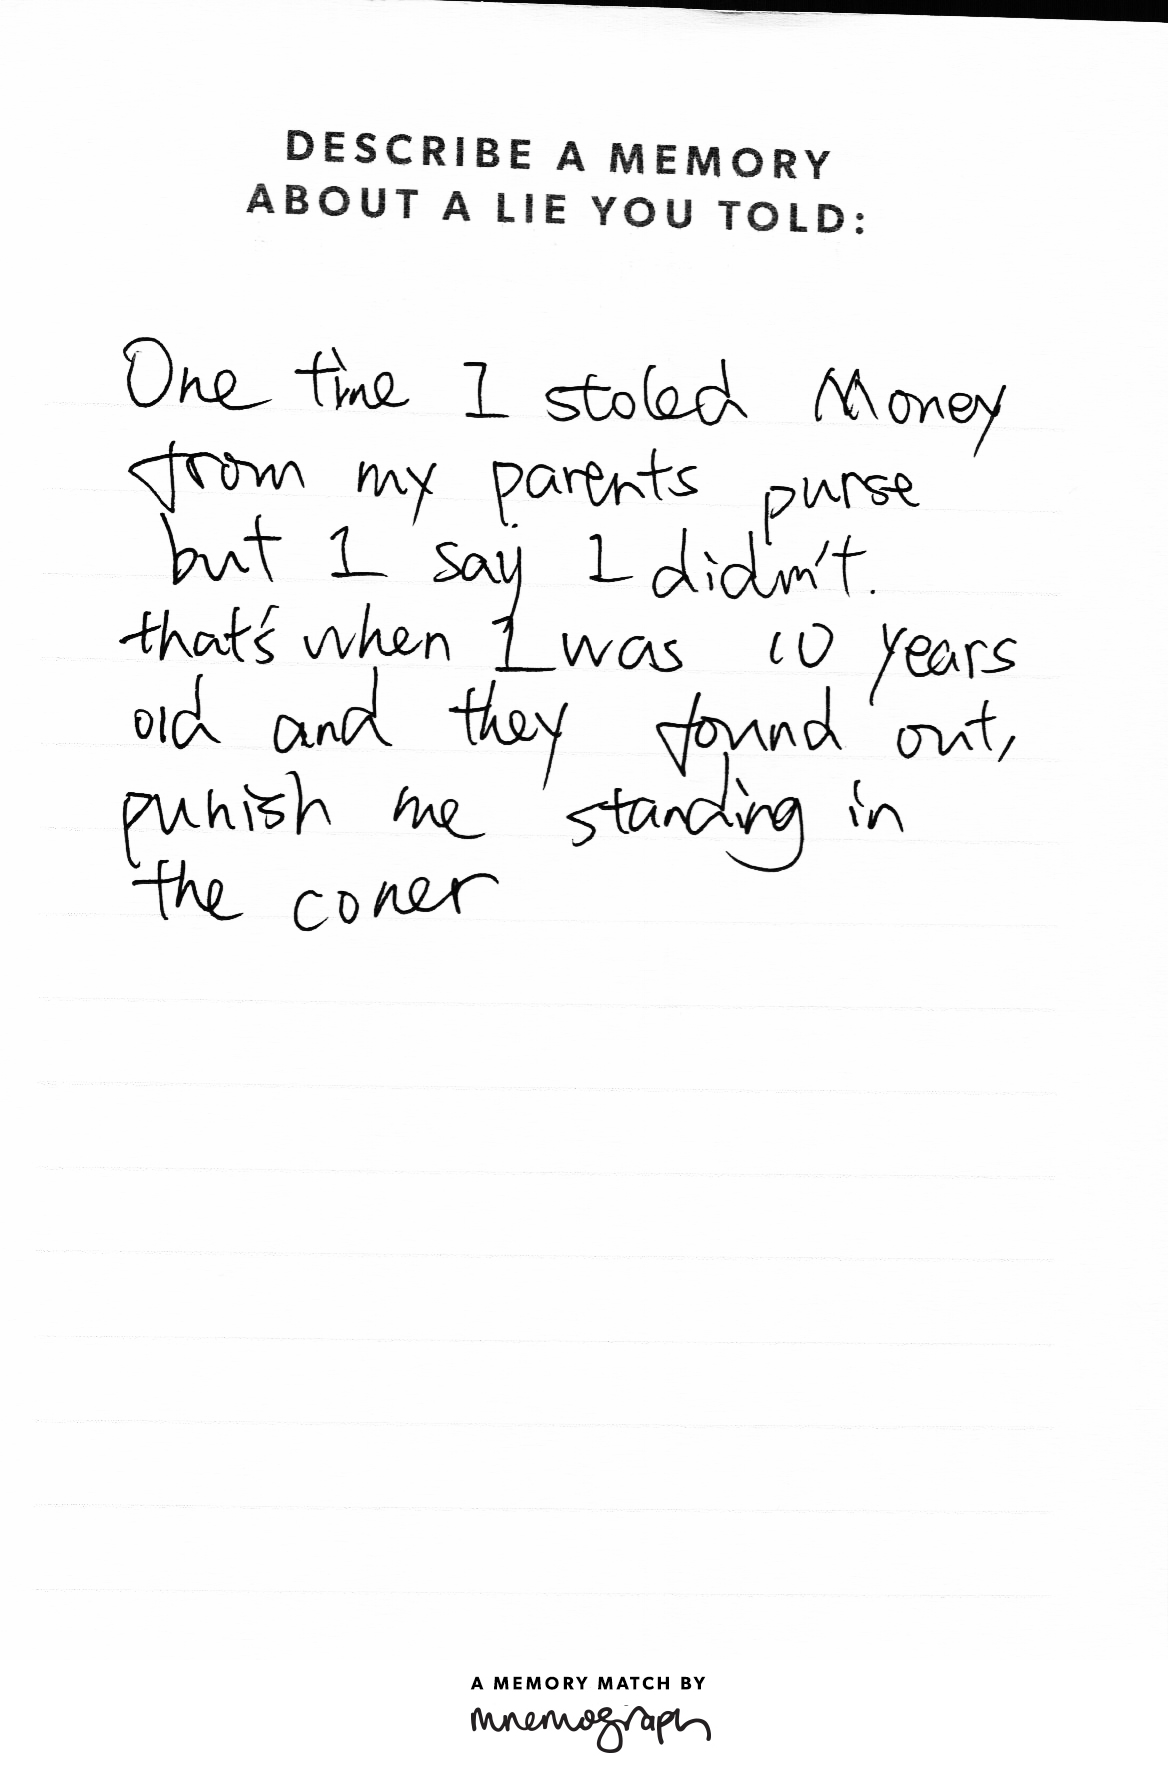 DESCRIBE A MEMORY
ABOUT A LIE YOU TOLD:
One time I stoled Money
from my parents purse
but I say I didn't.
that's when I was 10 years
old and they found out,
punish me standing in
the coner
A MEMORY MATCH BY
mnemograph